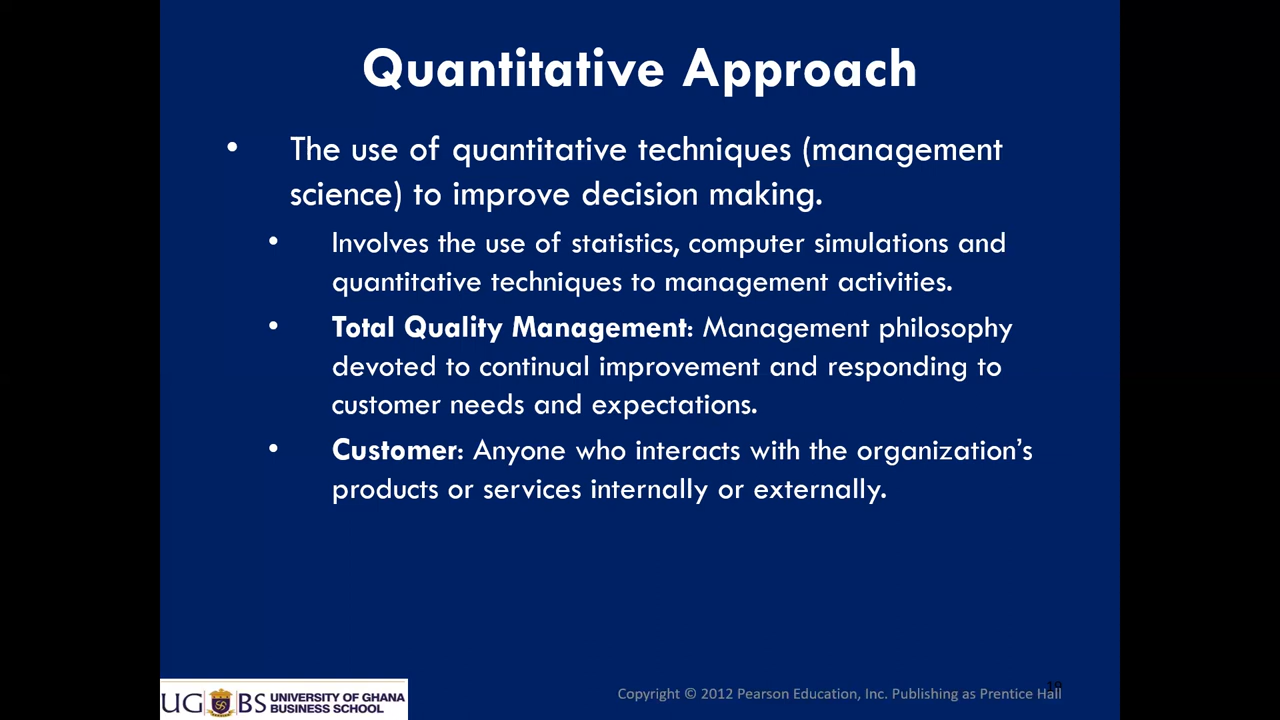 Quantitative Approach
• The use of quantitative techniques (management
science) to improve decision making.
• Involves the use of statistics, computer simulations and
quantitative techniques to management activities.
• Total Quality Management: Management philosophy
devoted to continual improvement and responding to
customer needs and expectations.
• Customer: Anyone who interacts with the organization’s
products or services internally or externally.
UGBS UNIVERSITY OF GHANA
BUSINESS SCHOOL
19
Copyright © 2012 Pearson Education, Inc. Publishing as Prentice Hall